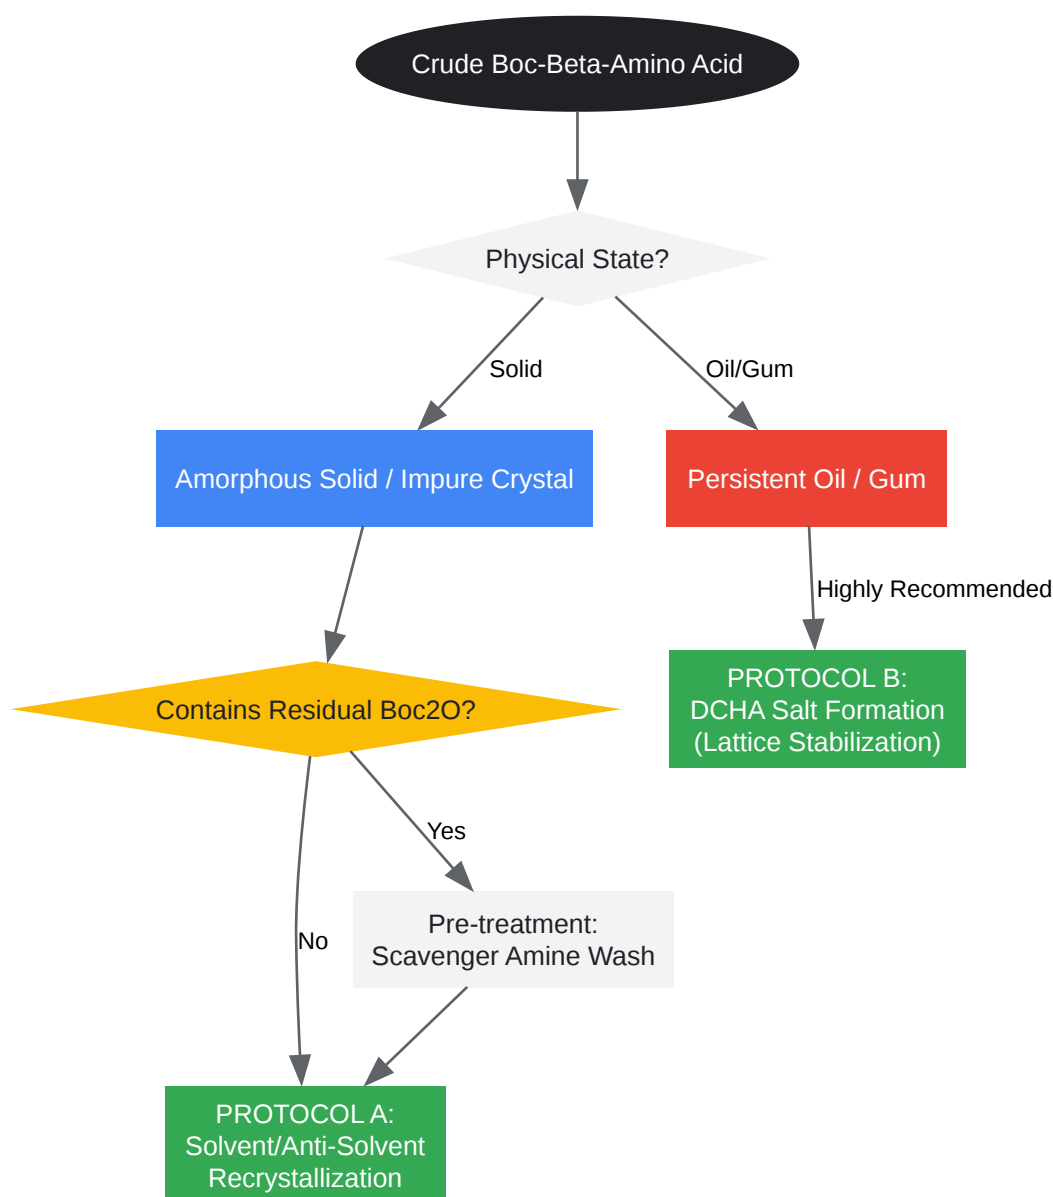 Crude Boc-Beta-Amino Acid
Physical State?
Solid
Oil/Gum
Amorphous Solid / Impure Crystal
Persistent Oil / Gum
Highly Recommended
PROTOCOL B:
DCHA Salt Formation
(Lattice Stabilization)
Contains Residual Boc2O?
Yes
No
Pre-treatment:
Scavenger Amine Wash
PROTOCOL A:
Solvent/Anti-Solvent
Recrystallization